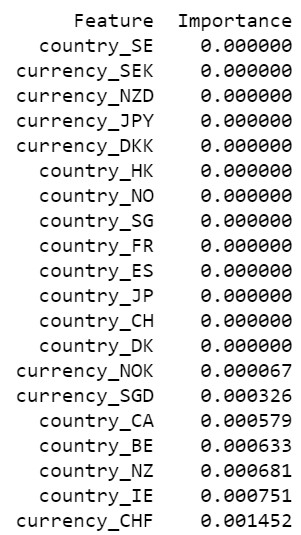 Feature Importance
country_SE 0.000000
currency_SEK 0.000000
currency_NZD 0.000000
currency_JPY 0.000000
currency_DKK 0.000000
country_HK 0.000000
country_NO 0.000000
country_SG 0.000000
country_FR 0.000000
country_ES 0.000000
country_JP 0.000000
country_CH 0.000000
country_DK 0.000000
currency_NOK 0.000067
currency_SGD 0.000326
country_CA 0.000579
country_BE 0.000633
country_NZ 0.000681
country_IE 0.000751
currency_CHF 0.001452